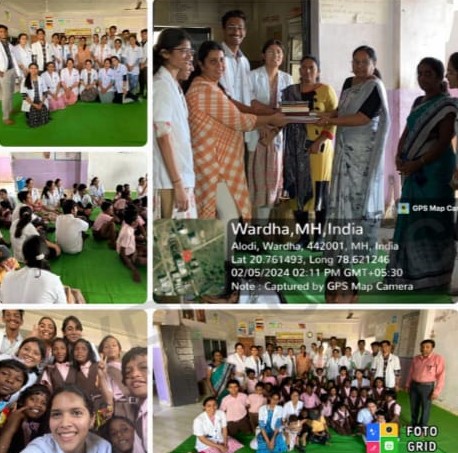 GPS Map Ca
Wardha,MH,India
Alodi, Wardha, 442001, MH, India
Lat 20.761493, Long 78.621246
02/05/2024 02:11 PM GMT+05:30
Note : Captured by GPS Map Camera
FOTO
GRID